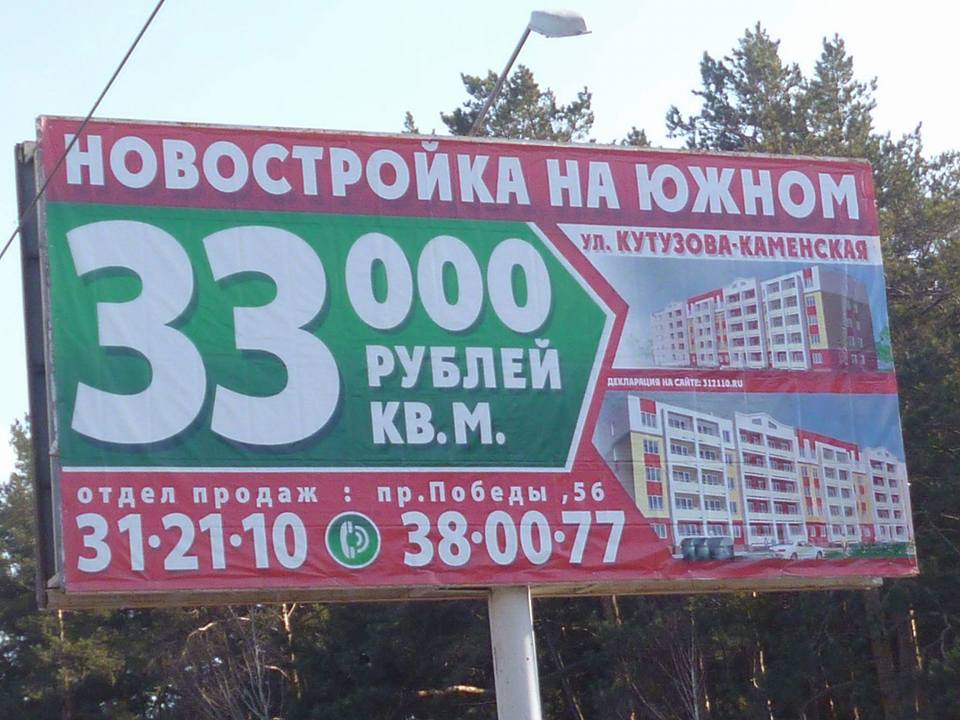 НОВОСТРОЙКА НА ЮЖНОМ
33 000
РУБЛЕЙ
КВ.М.
ул. КУТУЗОВА-КАМЕНСКАЯ
ДЕКЛАРАЦИЯ НА САЙТЕ: 312110.RU
отдел продаж : пр.Победы ,56
31·21·10 38·00·77